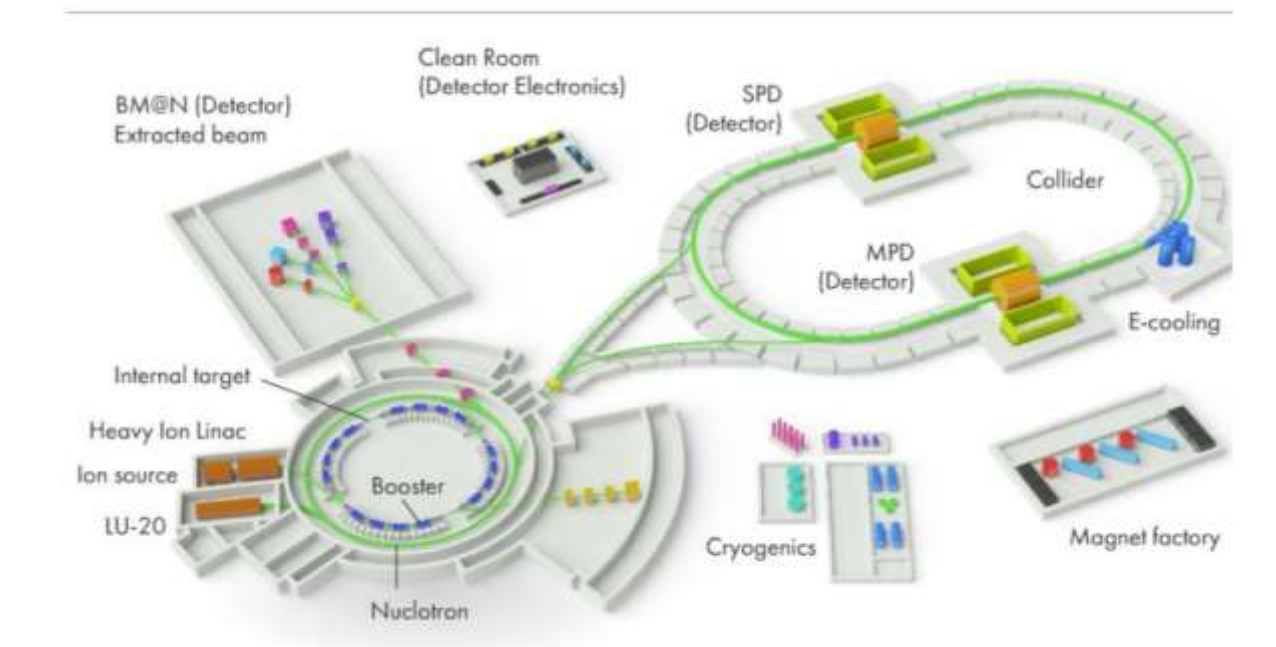 Clean Room
(Detector Electronics)
BM@N (Detector)
Extracted beam
SPD
(Detector)
Collider
MPD
(Detector)
E-cooling
Internal target
Heavy Ion Linac
Ion source
LU-20
Booster
Nuclotron
Cryogenics
Magnet factory